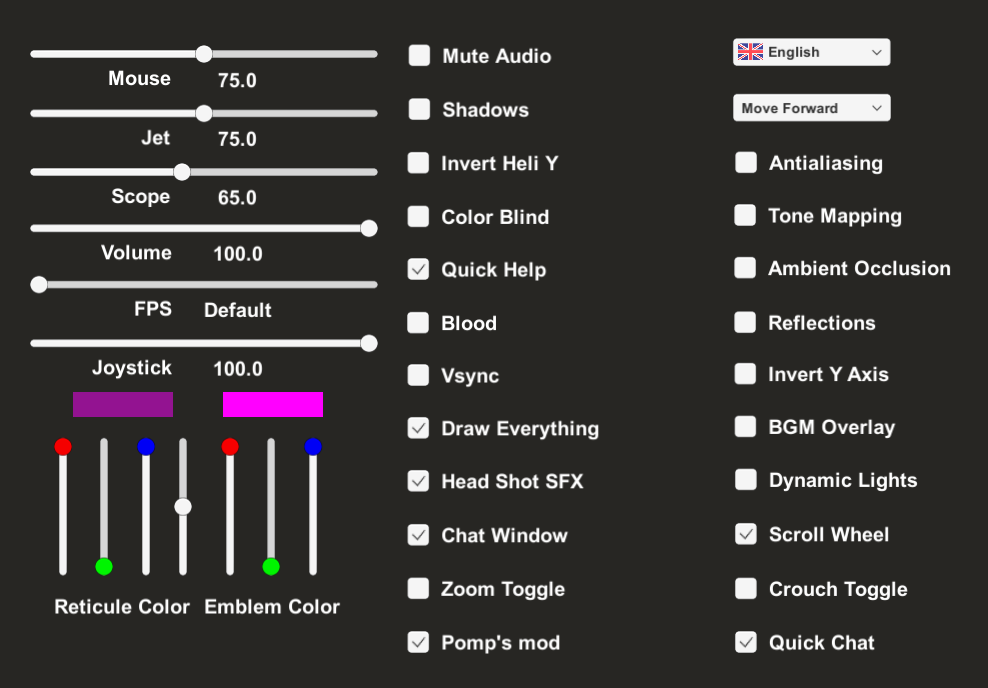 Mouse 75.0
Jet 75.0
Scope 65.0
Volume 100.0
FPS Default
Joystick 100.0
Reticule Color Emblem Color
Mute Audio
Shadows
Invert Heli Y
Color Blind
Quick Help
Blood
Vsync
Draw Everything
Head Shot SFX
Chat Window
Zoom Toggle
Pomp's mod
English
Move Forward
Antialiasing
Tone Mapping
Ambient Occlusion
Reflections
Invert Y Axis
BGM Overlay
Dynamic Lights
Scroll Wheel
Crouch Toggle
Quick Chat